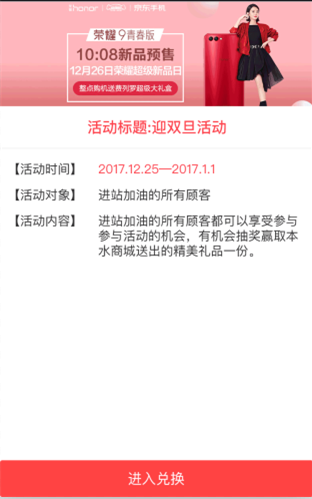 honor
京东手机
荣耀9青春版
10:08新品预售
12月26日荣耀超级新品日
整点购机送费列罗超级大礼盒
活动标题:迎双旦活动
【活动时间】 2017.12.25—2017.1.1
【活动对象】 进站加油的所有顾客
【活动内容】 进站加油的所有顾客都可以享受参与
参与活动的机会，有机会抽奖赢取本
水商城送出的精美礼品一份。
进入兑换